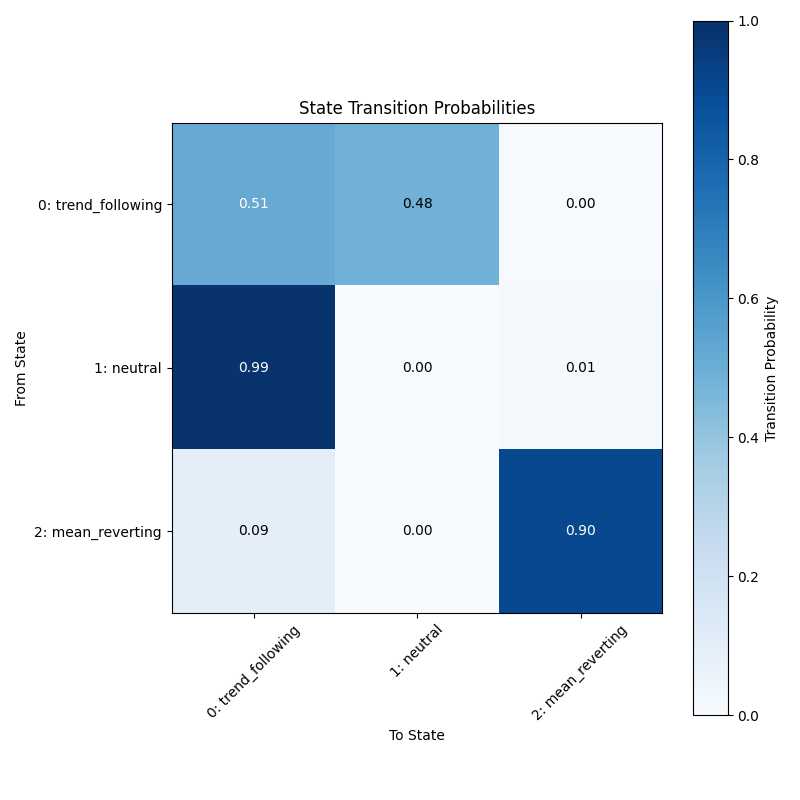 State Transition Probabilities
From State
0: trend_following
0.51 0.48 0.00
1: neutral
0.99 0.00 0.01
2: mean_reverting
0.09 0.00 0.90
0: trend_following
1: neutral
2: mean_reverting
To State
1.0
0.8
0.6
0.4
0.2
0.0
Transition Probability